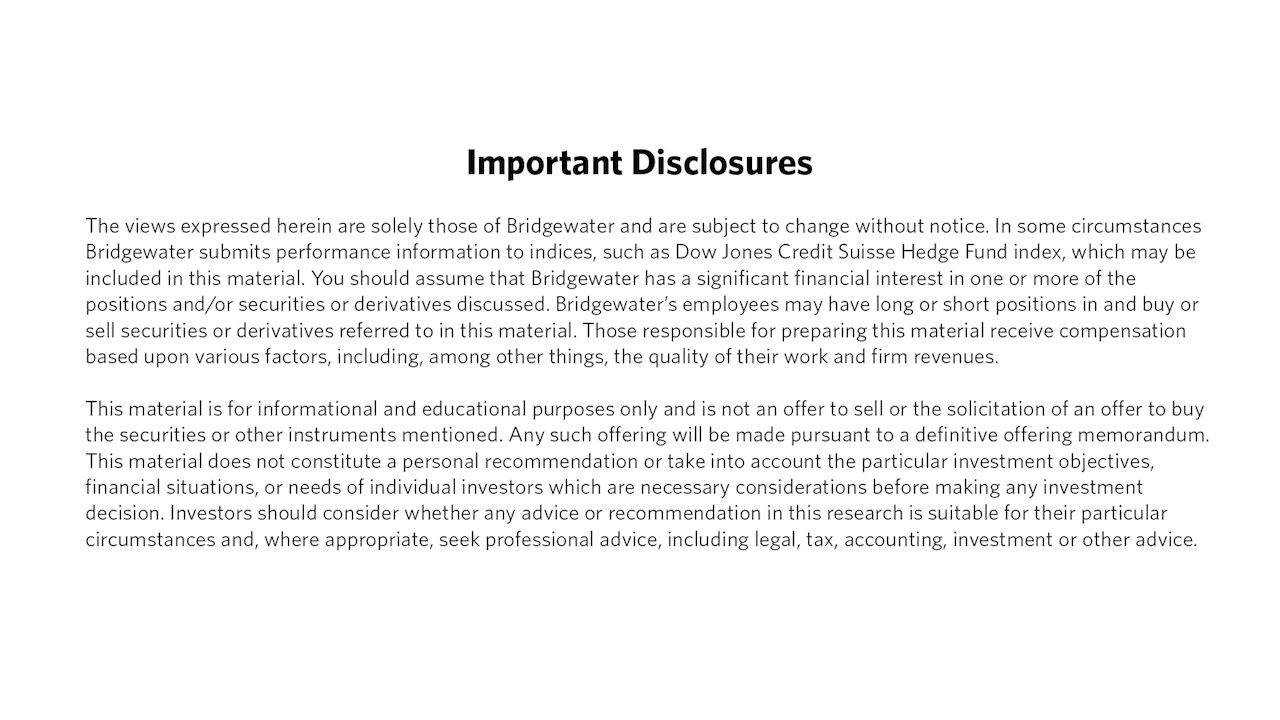 Important Disclosures
The views expressed herein are solely those of Bridgewater and are subject to change without notice. In some circumstances
Bridgewater submits performance information to indices, such as Dow Jones Credit Suisse Hedge Fund index, which may be
included in this material. You should assume that Bridgewater has a significant financial interest in one or more of the
positions and/or securities or derivatives discussed. Bridgewater’s employees may have long or short positions in and buy or
sell securities or derivatives referred to in this material. Those responsible for preparing this material receive compensation
based upon various factors, including, among other things, the quality of their work and firm revenues.
This material is for informational and educational purposes only and is not an offer to sell or the solicitation of an offer to buy
the securities or other instruments mentioned. Any such offering will be made pursuant to a definitive offering memorandum.
This material does not constitute a personal recommendation or take into account the particular investment objectives,
financial situations, or needs of individual investors which are necessary considerations before making any investment
decision. Investors should consider whether any advice or recommendation in this research is suitable for their particular
circumstances and, where appropriate, seek professional advice, including legal, tax, accounting, investment or other advice.